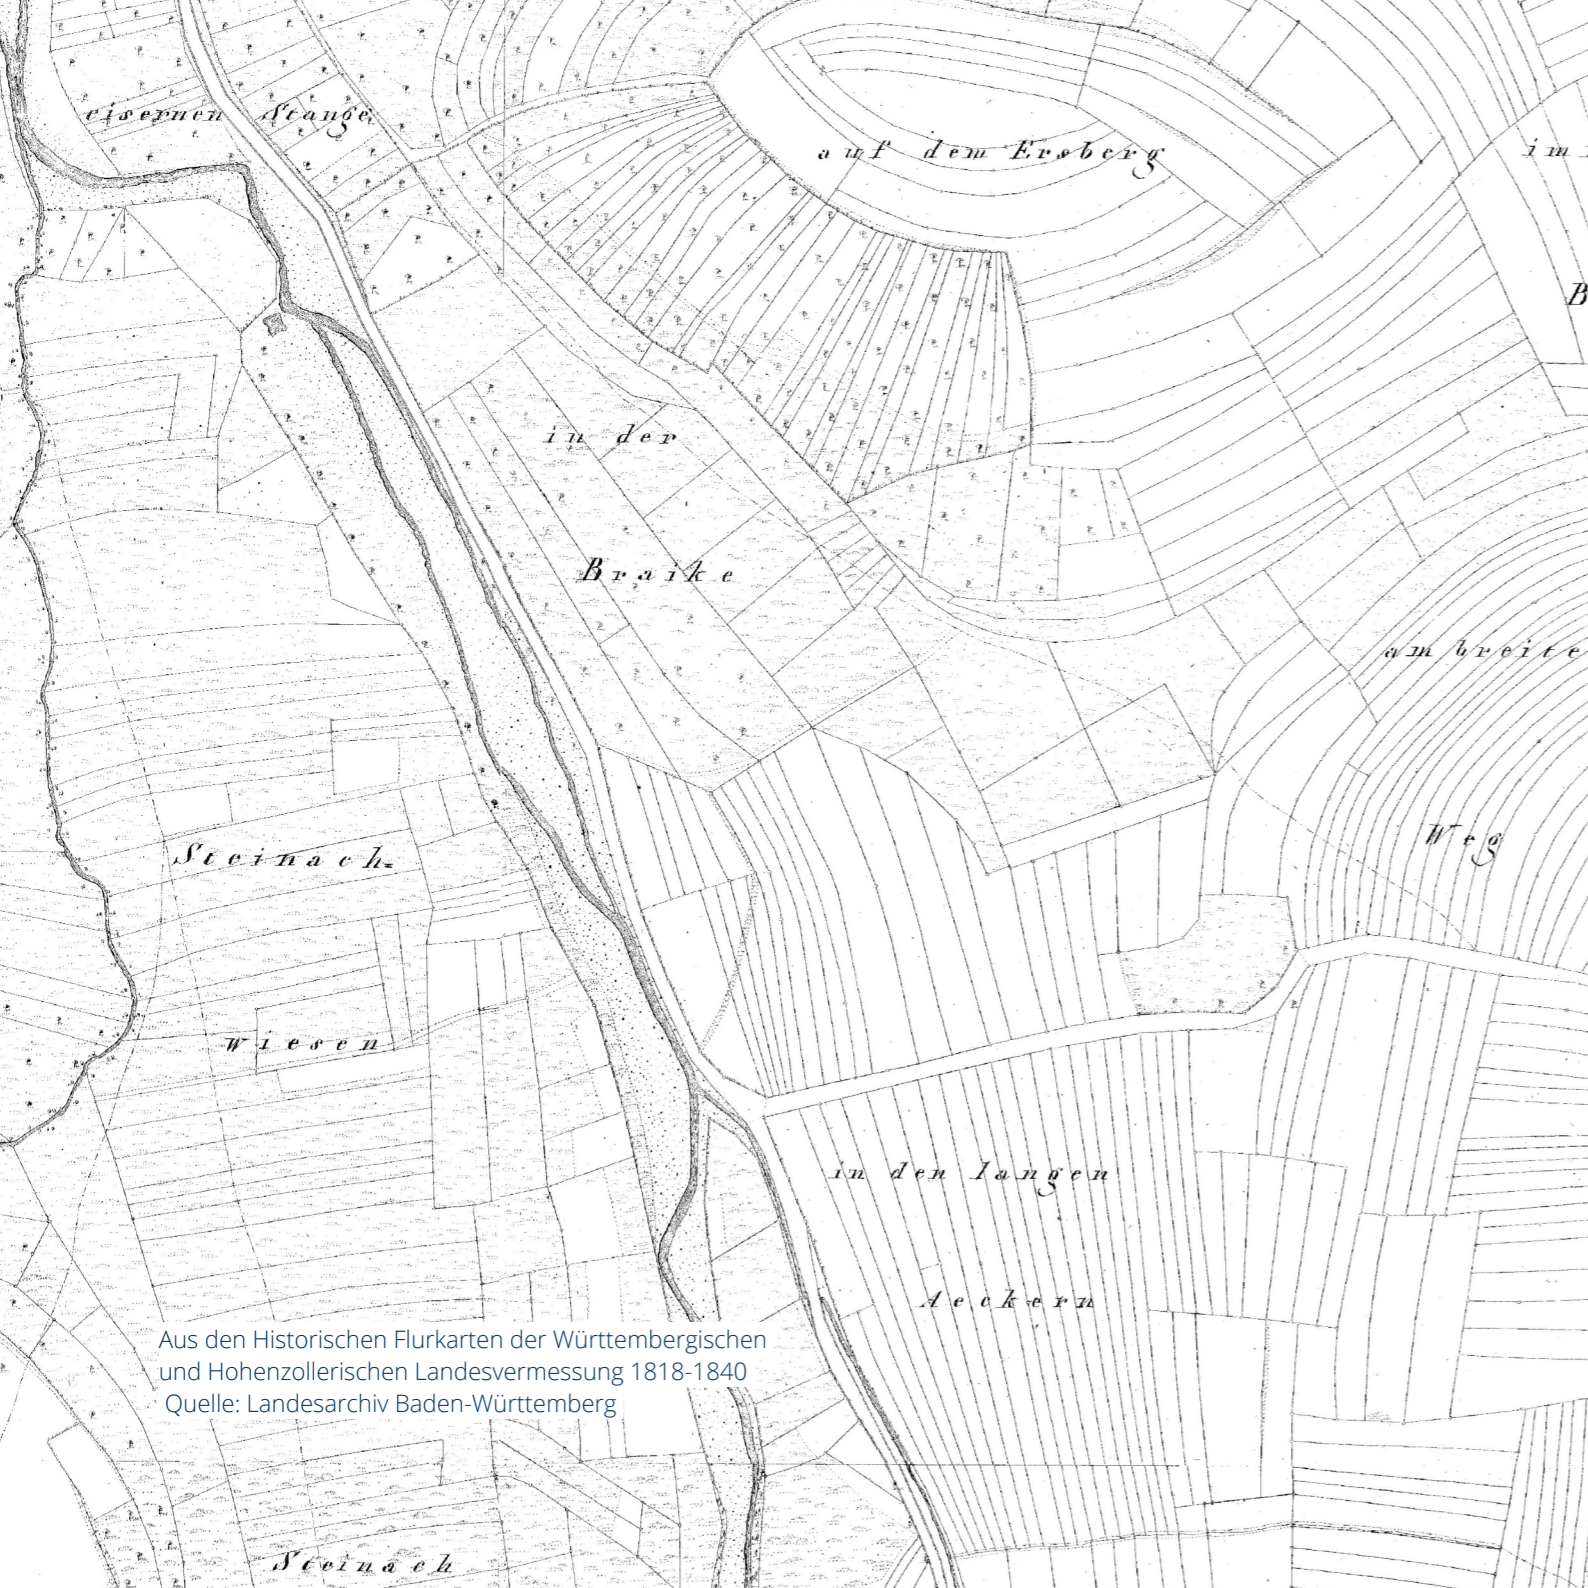 eisernen Stange
auf dem Ersberg
im
B
in der
Braike
am breite
Weg
Steinach-
Wiesen
in den langen
Aeckern
Aus den Historischen Flurkarten der Württembergischen
und Hohenzollerischen Landesvermessung 1818-1840
Quelle: Landesarchiv Baden-Württemberg
Steinach